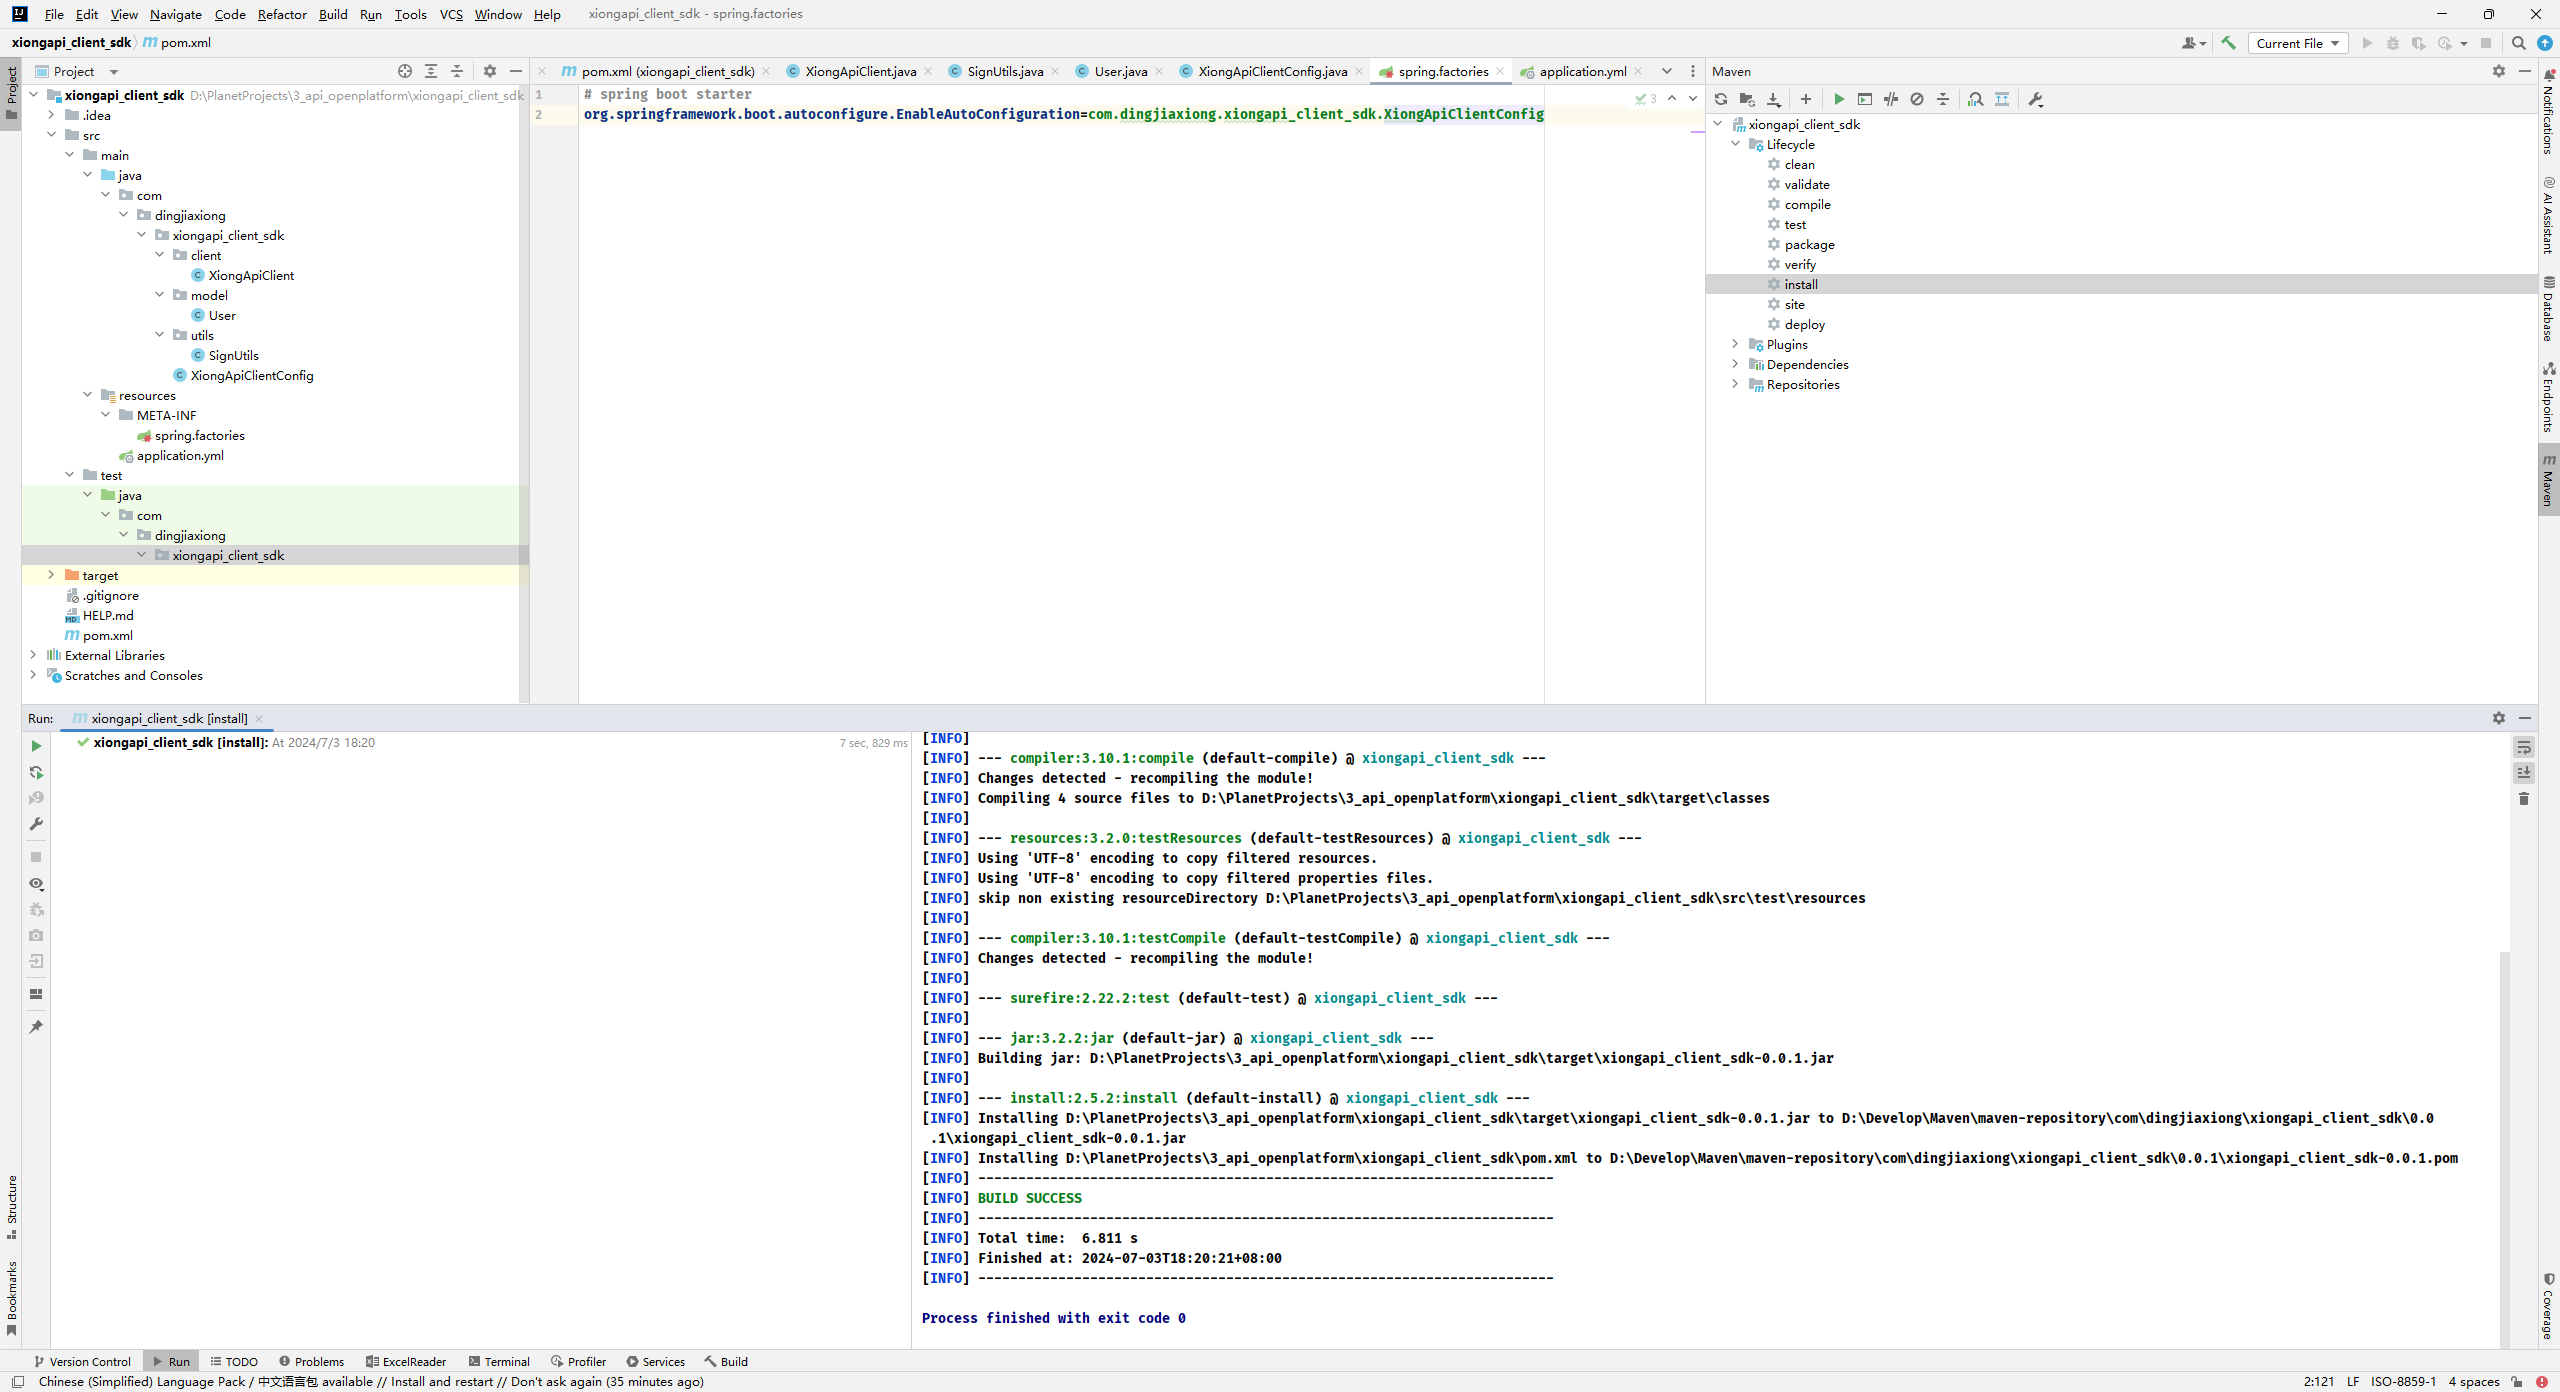 File Edit View Navigate Code Refactor Build Run Tools VCS Window Help xiongapi_client_sdk - spring.factories
xiongapi_client_sdk pom.xml Current File
Project
pom.xml (xiongapi_client_sdk) XiongApiClient.java SignUtils.java User.java XiongApiClientConfig.java spring.factories application.yml
Maven
xiongapi_client_sdk D:\PlanetProjects\3_api_openplatform\xiongapi_client_sdk
.idea
src
main
java
com
dingjiaxiong
xiongapi_client_sdk
client
XiongApiClient
model
User
utils
SignUtils
XiongApiClientConfig
resources
META-INF
spring.factories
application.yml
test
java
com
dingjiaxiong
xiongapi_client_sdk
target
.gitignore
HELP.md
pom.xml
External Libraries
Scratches and Consoles
1 # spring boot starter
2 org.springframework.boot.autoconfigure.EnableAutoConfiguration=com.dingjiaxiong.xiongapi_client_sdk.XiongApiClientConfig
3
xiongapi_client_sdk
Lifecycle
clean
validate
compile
test
package
verify
install
site
deploy
Plugins
Dependencies
Repositories
Project
Structure
Bookmarks
Notifications
AI Assistant
Database
Endpoints
Maven
Coverage
Run: xiongapi_client_sdk [install]
xiongapi_client_sdk [install]: At 2024/7/3 18:20 7 sec, 829 ms
[INFO]
[INFO] --- compiler:3.10.1:compile (default-compile) @ xiongapi_client_sdk ---
[INFO] Changes detected - recompiling the module!
[INFO] Compiling 4 source files to D:\PlanetProjects\3_api_openplatform\xiongapi_client_sdk\target\classes
[INFO]
[INFO] --- resources:3.2.0:testResources (default-testResources) @ xiongapi_client_sdk ---
[INFO] Using 'UTF-8' encoding to copy filtered resources.
[INFO] Using 'UTF-8' encoding to copy filtered properties files.
[INFO] skip non existing resourceDirectory D:\PlanetProjects\3_api_openplatform\xiongapi_client_sdk\src\test\resources
[INFO]
[INFO] --- compiler:3.10.1:testCompile (default-testCompile) @ xiongapi_client_sdk ---
[INFO] Changes detected - recompiling the module!
[INFO]
[INFO] --- surefire:2.22.2:test (default-test) @ xiongapi_client_sdk ---
[INFO]
[INFO] --- jar:3.2.2:jar (default-jar) @ xiongapi_client_sdk ---
[INFO] Building jar: D:\PlanetProjects\3_api_openplatform\xiongapi_client_sdk\target\xiongapi_client_sdk-0.0.1.jar
[INFO]
[INFO] --- install:2.5.2:install (default-install) @ xiongapi_client_sdk ---
[INFO] Installing D:\PlanetProjects\3_api_openplatform\xiongapi_client_sdk\target\xiongapi_client_sdk-0.0.1.jar to D:\Develop\Maven\maven-repository\com\dingjiaxiong\xiongapi_client_sdk\0.0
.1\xiongapi_client_sdk-0.0.1.jar
[INFO] Installing D:\PlanetProjects\3_api_openplatform\xiongapi_client_sdk\pom.xml to D:\Develop\Maven\maven-repository\com\dingjiaxiong\xiongapi_client_sdk\0.0.1\xiongapi_client_sdk-0.0.1.pom
[INFO] ------------------------------------------------------------------------
[INFO] BUILD SUCCESS
[INFO] ------------------------------------------------------------------------
[INFO] Total time:  6.811 s
[INFO] Finished at: 2024-07-03T18:20:21+08:00
[INFO] ------------------------------------------------------------------------
Process finished with exit code 0
Version Control Run TODO Problems ExcelReader Terminal Profiler Services Build
Chinese (Simplified) Language Pack / 中文语言包 available // Install and restart // Don't ask again (35 minutes ago) 2:121 LF ISO-8859-1 4 spaces